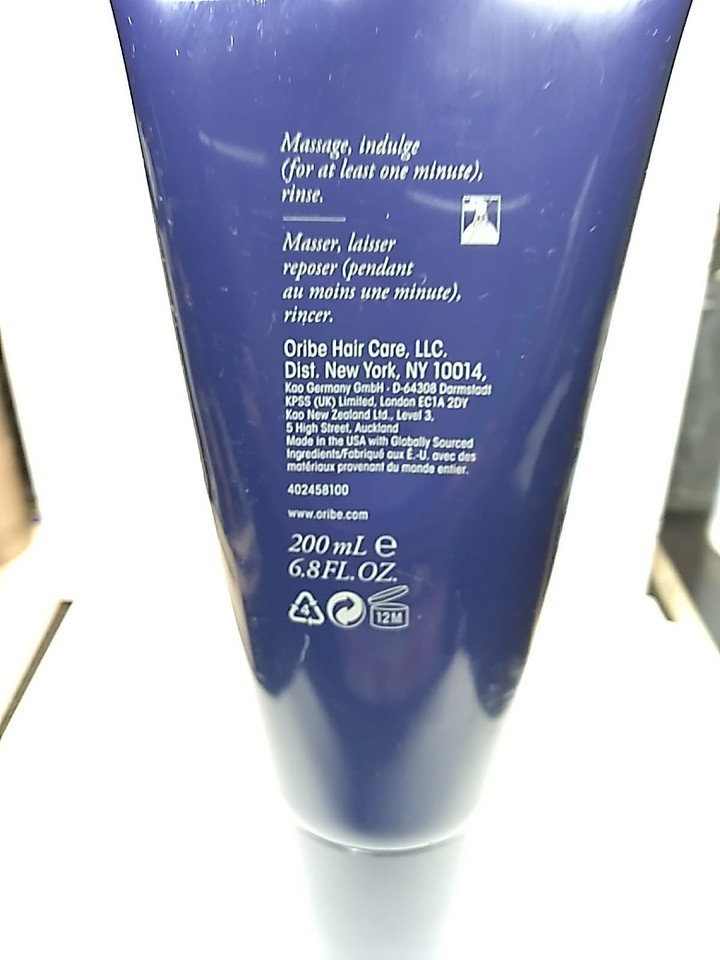 Massage, indulge
(for at least one minute),
rinse.
Masser, laisser
reposer (pendant
au moins une minute),
rincer.
Oribe Hair Care, LLC.
Dist. New York, NY 10014,
Kao Germany GmbH · D-64308 Darmstadt
KPSS (UK) Limited, London EC1A 2DY
Kao New Zealand Ltd., Level 3,
5 High Street, Auckland
Made in the USA with Globally Sourced
Ingredients/Fabriqué aux É.-U. avec des
matériaux provenant du monde entier.
402458100
www.oribe.com
200 mL e
6.8 FL. OZ.
4 12M